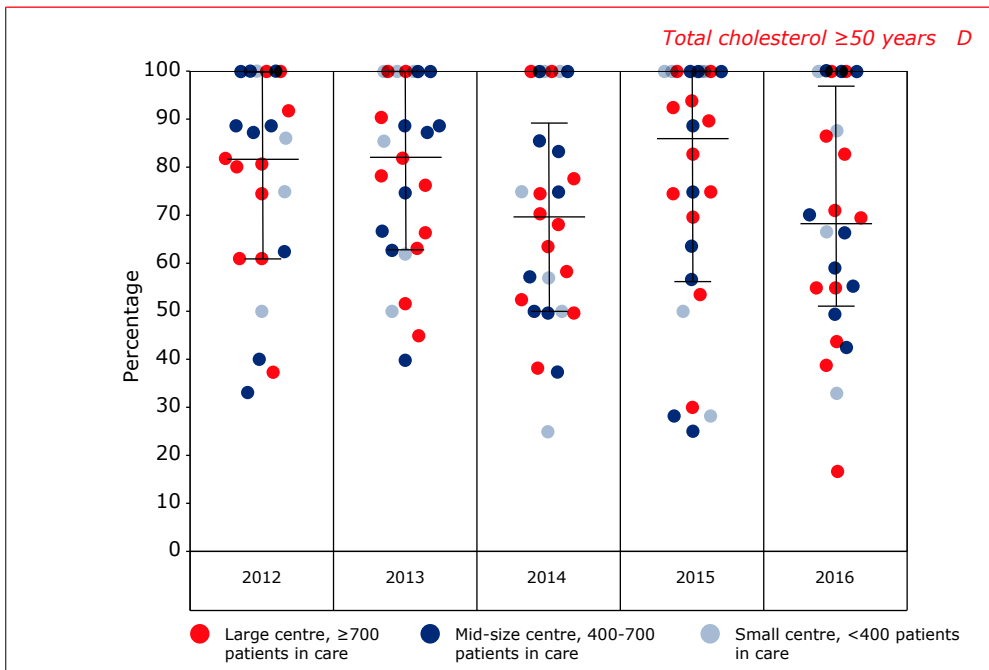 Total cholesterol ≥50 years D
Percentage
100
90
80
70
60
50
40
30
20
10
0
2012 2013 2014 2015 2016
Large centre, ≥700 patients in care
Mid-size centre, 400-700 patients in care
Small centre, <400 patients in care